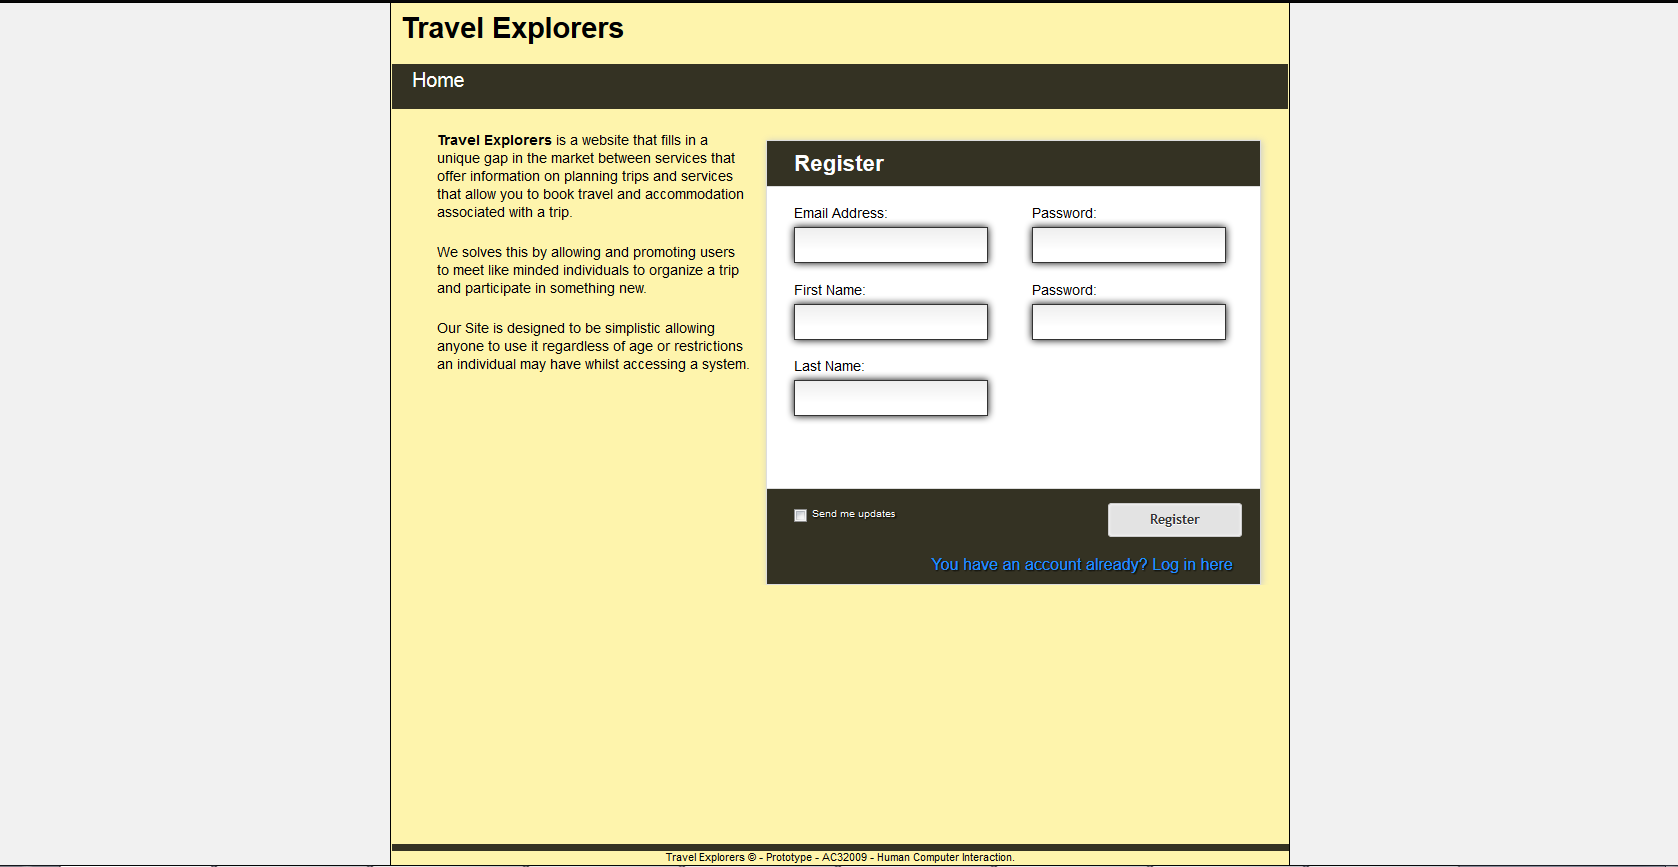 Travel Explorers
Home
Travel Explorers is a website that fills in a
unique gap in the market between services that
offer information on planning trips and services
that allow you to book travel and accommodation
associated with a trip.
We solves this by allowing and promoting users
to meet like minded individuals to organize a trip
and participate in something new.
Our Site is designed to be simplistic allowing
anyone to use it regardless of age or restrictions
an individual may have whilst accessing a system.
Register
Email Address:
Password:
First Name:
Password:
Last Name:
Send me updates
Register
You have an account already? Log in here
Travel Explorers © - Prototype - AC32009 - Human Computer Interaction.